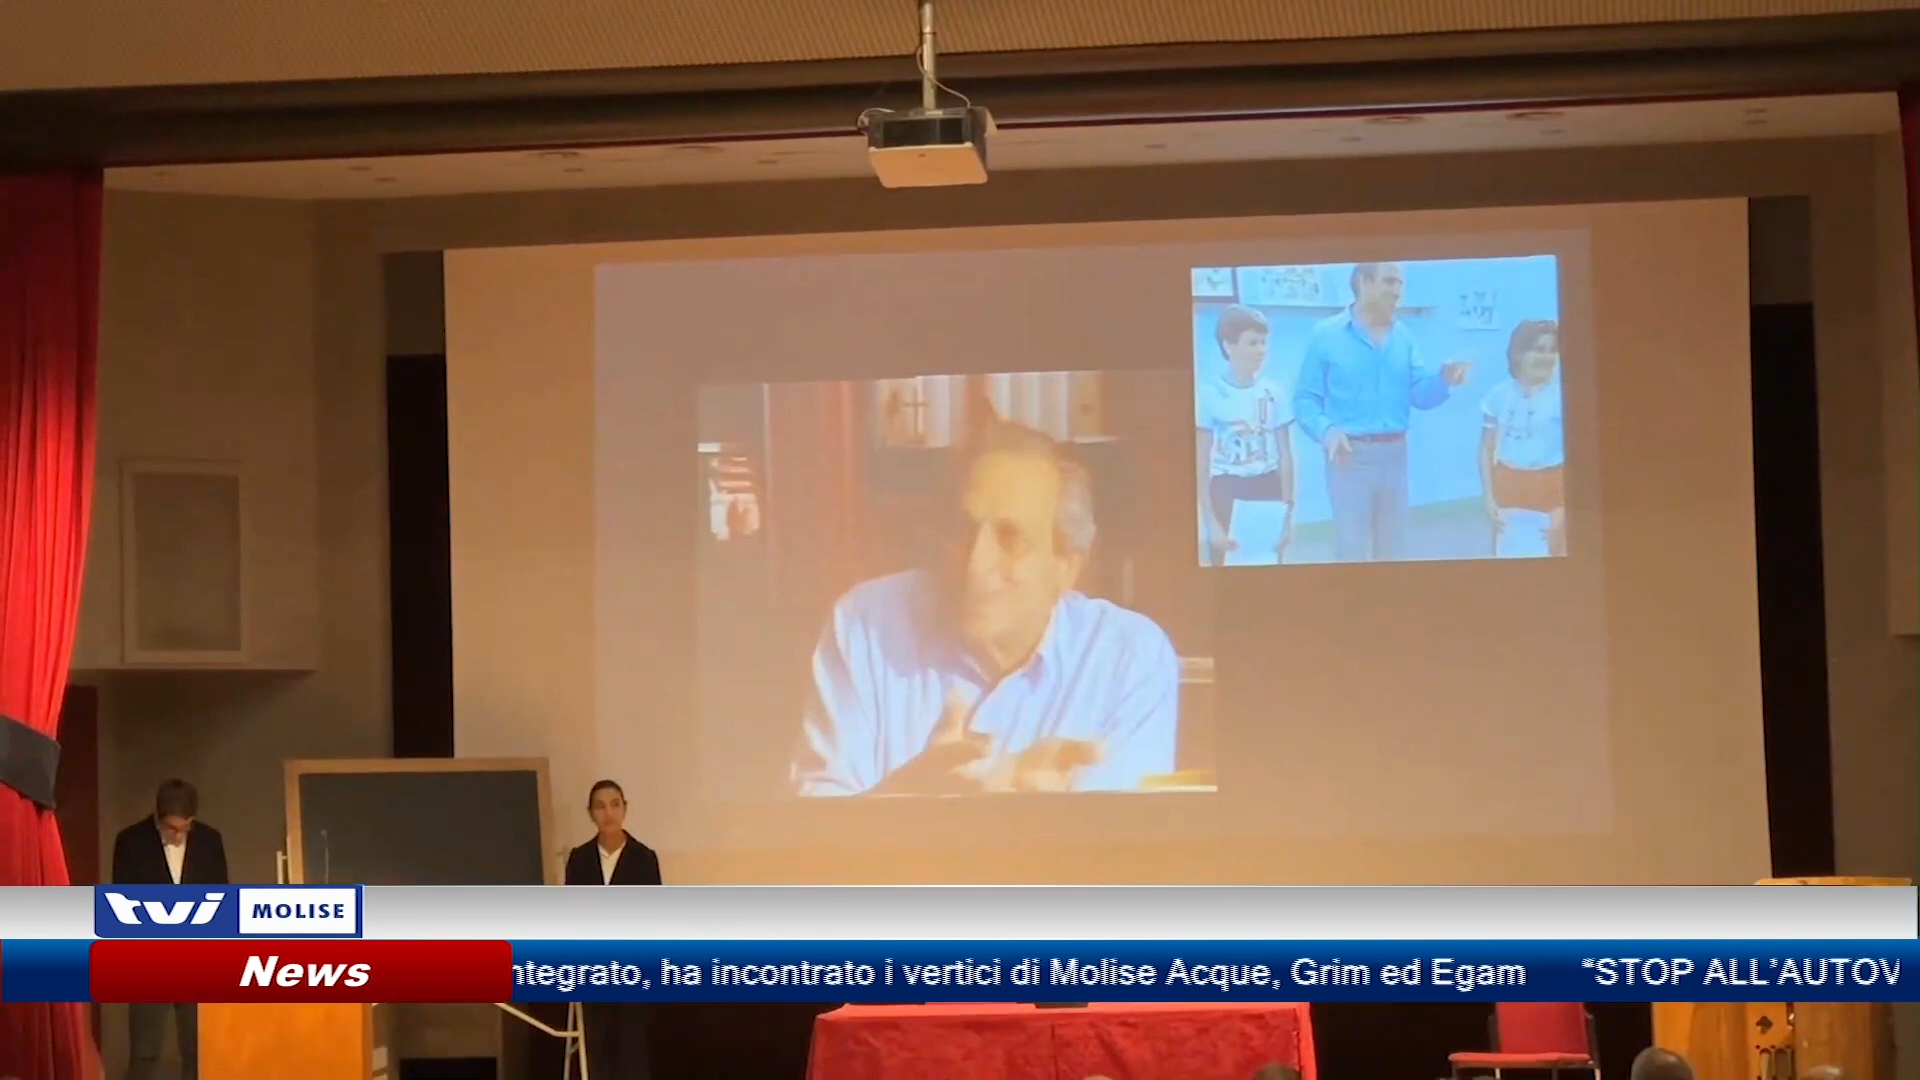 tvi MOLISE
News
ntegrato, ha incontrato i vertici di Molise Acque, Grim ed Egam “STOP ALL’AUTOV